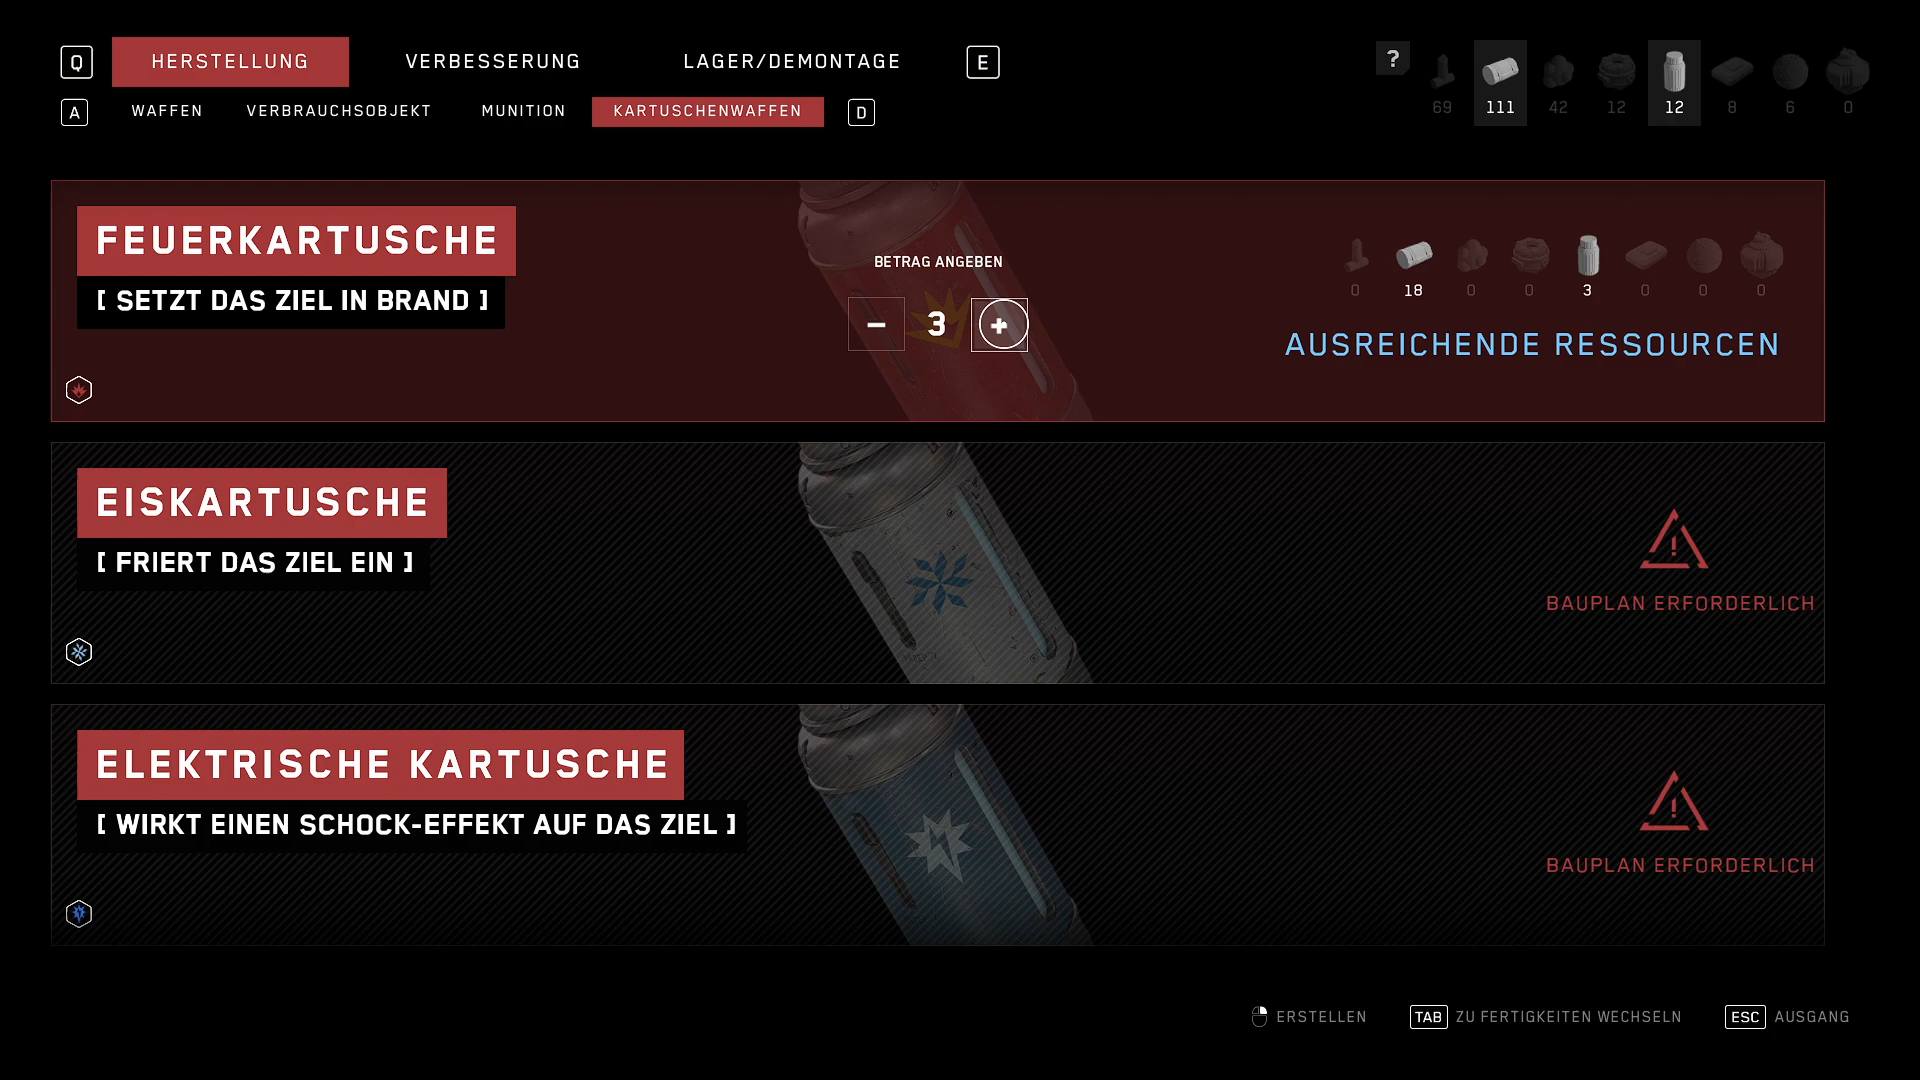 Q HERSTELLUNG VERBESSERUNG LAGER/DEMONTAGE E
A WAFFEN VERBRAUCHSOBJEKT MUNITION KARTUSCHENWAFFEN D
?
69 111 42 12 12 8 6 0
FEUERKARTUSCHE
[ SETZT DAS ZIEL IN BRAND ]
BETRAG ANGEBEN
− 3 +
0 18 0 0 3 0 0 0
AUSREICHENDE RESSOURCEN
EISKARTUSCHE
[ FRIERT DAS ZIEL EIN ]
BAUPLAN ERFORDERLICH
ELEKTRISCHE KARTUSCHE
[ WIRKT EINEN SCHOCK-EFFEKT AUF DAS ZIEL ]
BAUPLAN ERFORDERLICH
ERSTELLEN TAB ZU FERTIGKEITEN WECHSELN ESC AUSGANG